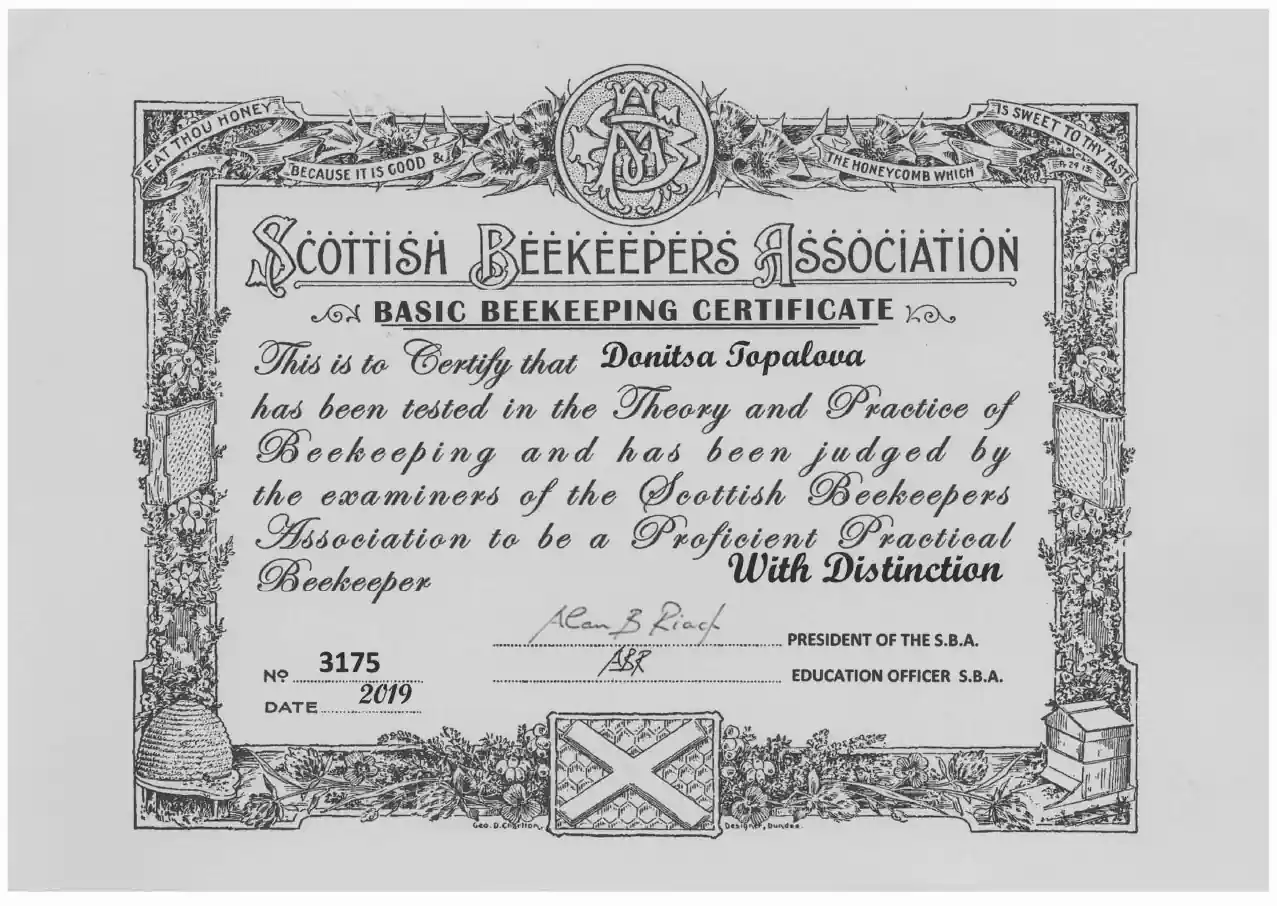 EAT THOU HONEY
BECAUSE IT IS GOOD &
THE HONEYCOMB WHICH
IS SWEET TO THY TASTE
SCOTTISH BEEKEEPERS ASSOCIATION
BASIC BEEKEEPING CERTIFICATE
This is to Certify that Donitsa Topalova
has been tested in the Theory and Practice of
Beekeeping and has been judged by
the examiners of the Scottish Beekeepers
Association to be a Proficient Practical
Beekeeper With Distinction
Alan B Riach PRESIDENT OF THE S.B.A.
Nº 3175
ABR EDUCATION OFFICER S.B.A.
DATE 2019
Geo. D. Charlton, Designer, Dundee.